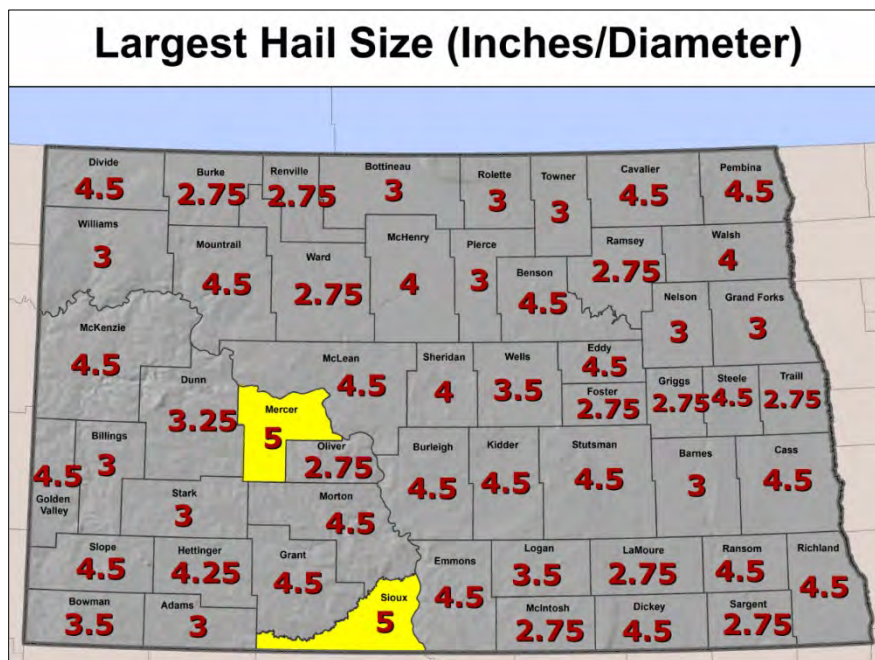 Largest Hail Size (Inches/Diameter)
Divide
4.5
Burke
2.75
Renville
2.75
Bottineau
3
Rolette
3
Towner
3
Cavalier
4.5
Pembina
4.5
Williams
3
Mountrail
4.5
Ward
2.75
McHenry
4
Pierce
3
Benson
4.5
Ramsey
2.75
Walsh
4
Nelson
3
Grand Forks
3
McKenzie
4.5
Dunn
3.25
McLean
4.5
Sheridan
4
Wells
3.5
Eddy
4.5
Foster
2.75
Griggs
2.75
Steele
4.5
Traill
2.75
Mercer
5
Oliver
2.75
Billings
3
4.5
Golden
Valley
Stark
3
Morton
4.5
Burleigh
4.5
Kidder
4.5
Stutsman
4.5
Barnes
3
Cass
4.5
Slope
4.5
Hettinger
4.25
Grant
4.5
Emmons
4.5
Logan
3.5
LaMoure
2.75
Ransom
4.5
Richland
4.5
Bowman
3.5
Adams
3
Sioux
5
McIntosh
2.75
Dickey
4.5
Sargent
2.75